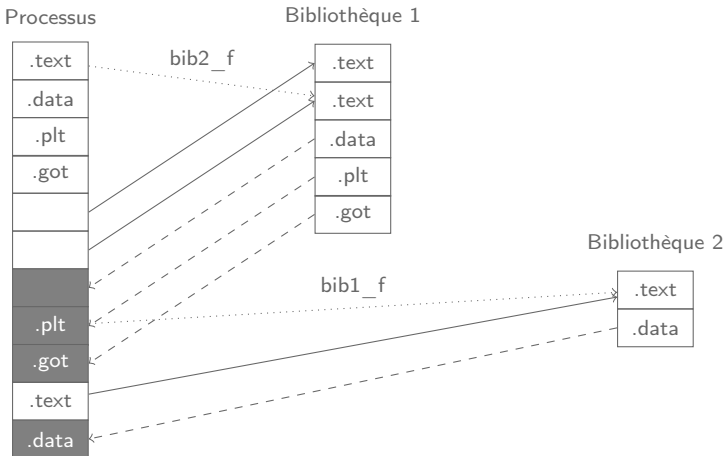 Processus
.text
.data
.plt
.got
.plt
.got
.text
.data
bib2_f
Bibliothèque 1
.text
.text
.data
.plt
.got
bib1_f
Bibliothèque 2
.text
.data